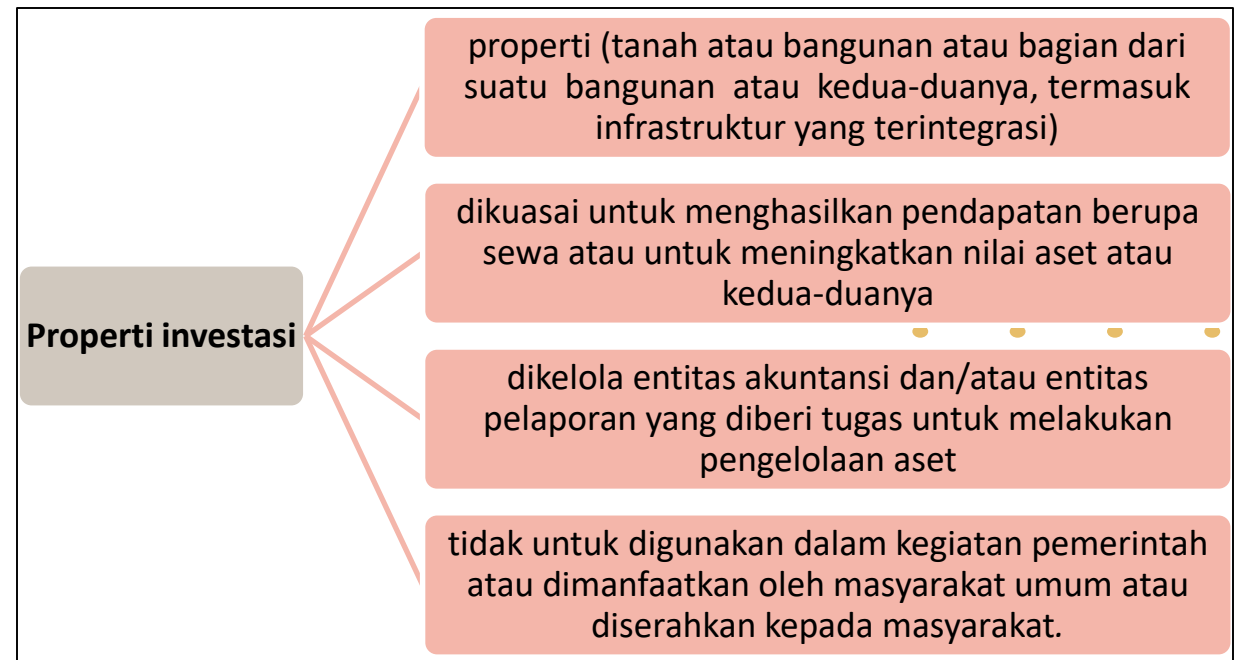 properti (tanah atau bangunan atau bagian dari
suatu bangunan atau kedua-duanya, termasuk
infrastruktur yang terintegrasi)
dikuasai untuk menghasilkan pendapatan berupa
sewa atau untuk meningkatkan nilai aset atau
kedua-duanya
Properti investasi
dikelola entitas akuntansi dan/atau entitas
pelaporan yang diberi tugas untuk melakukan
pengelolaan aset
tidak untuk digunakan dalam kegiatan pemerintah
atau dimanfaatkan oleh masyarakat umum atau
diserahkan kepada masyarakat.